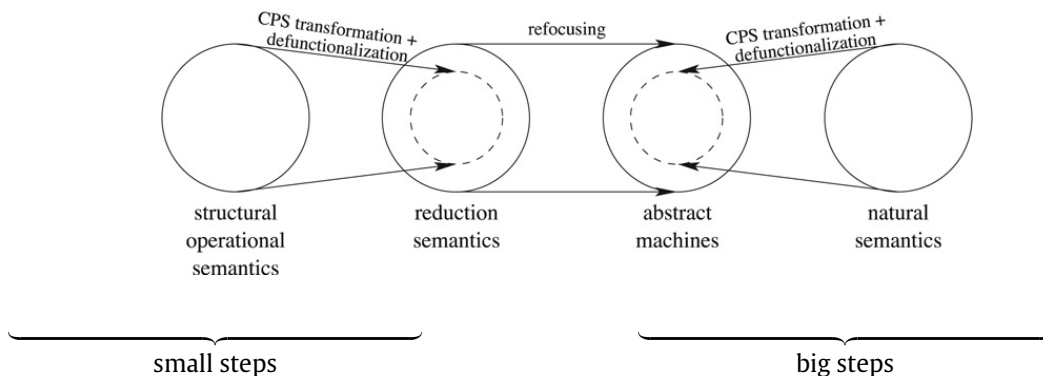 CPS transformation +
defunctionalization
refocusing
CPS transformation +
defunctionalization
structural
operational
semantics
reduction
semantics
abstract
machines
natural
semantics
small steps
big steps